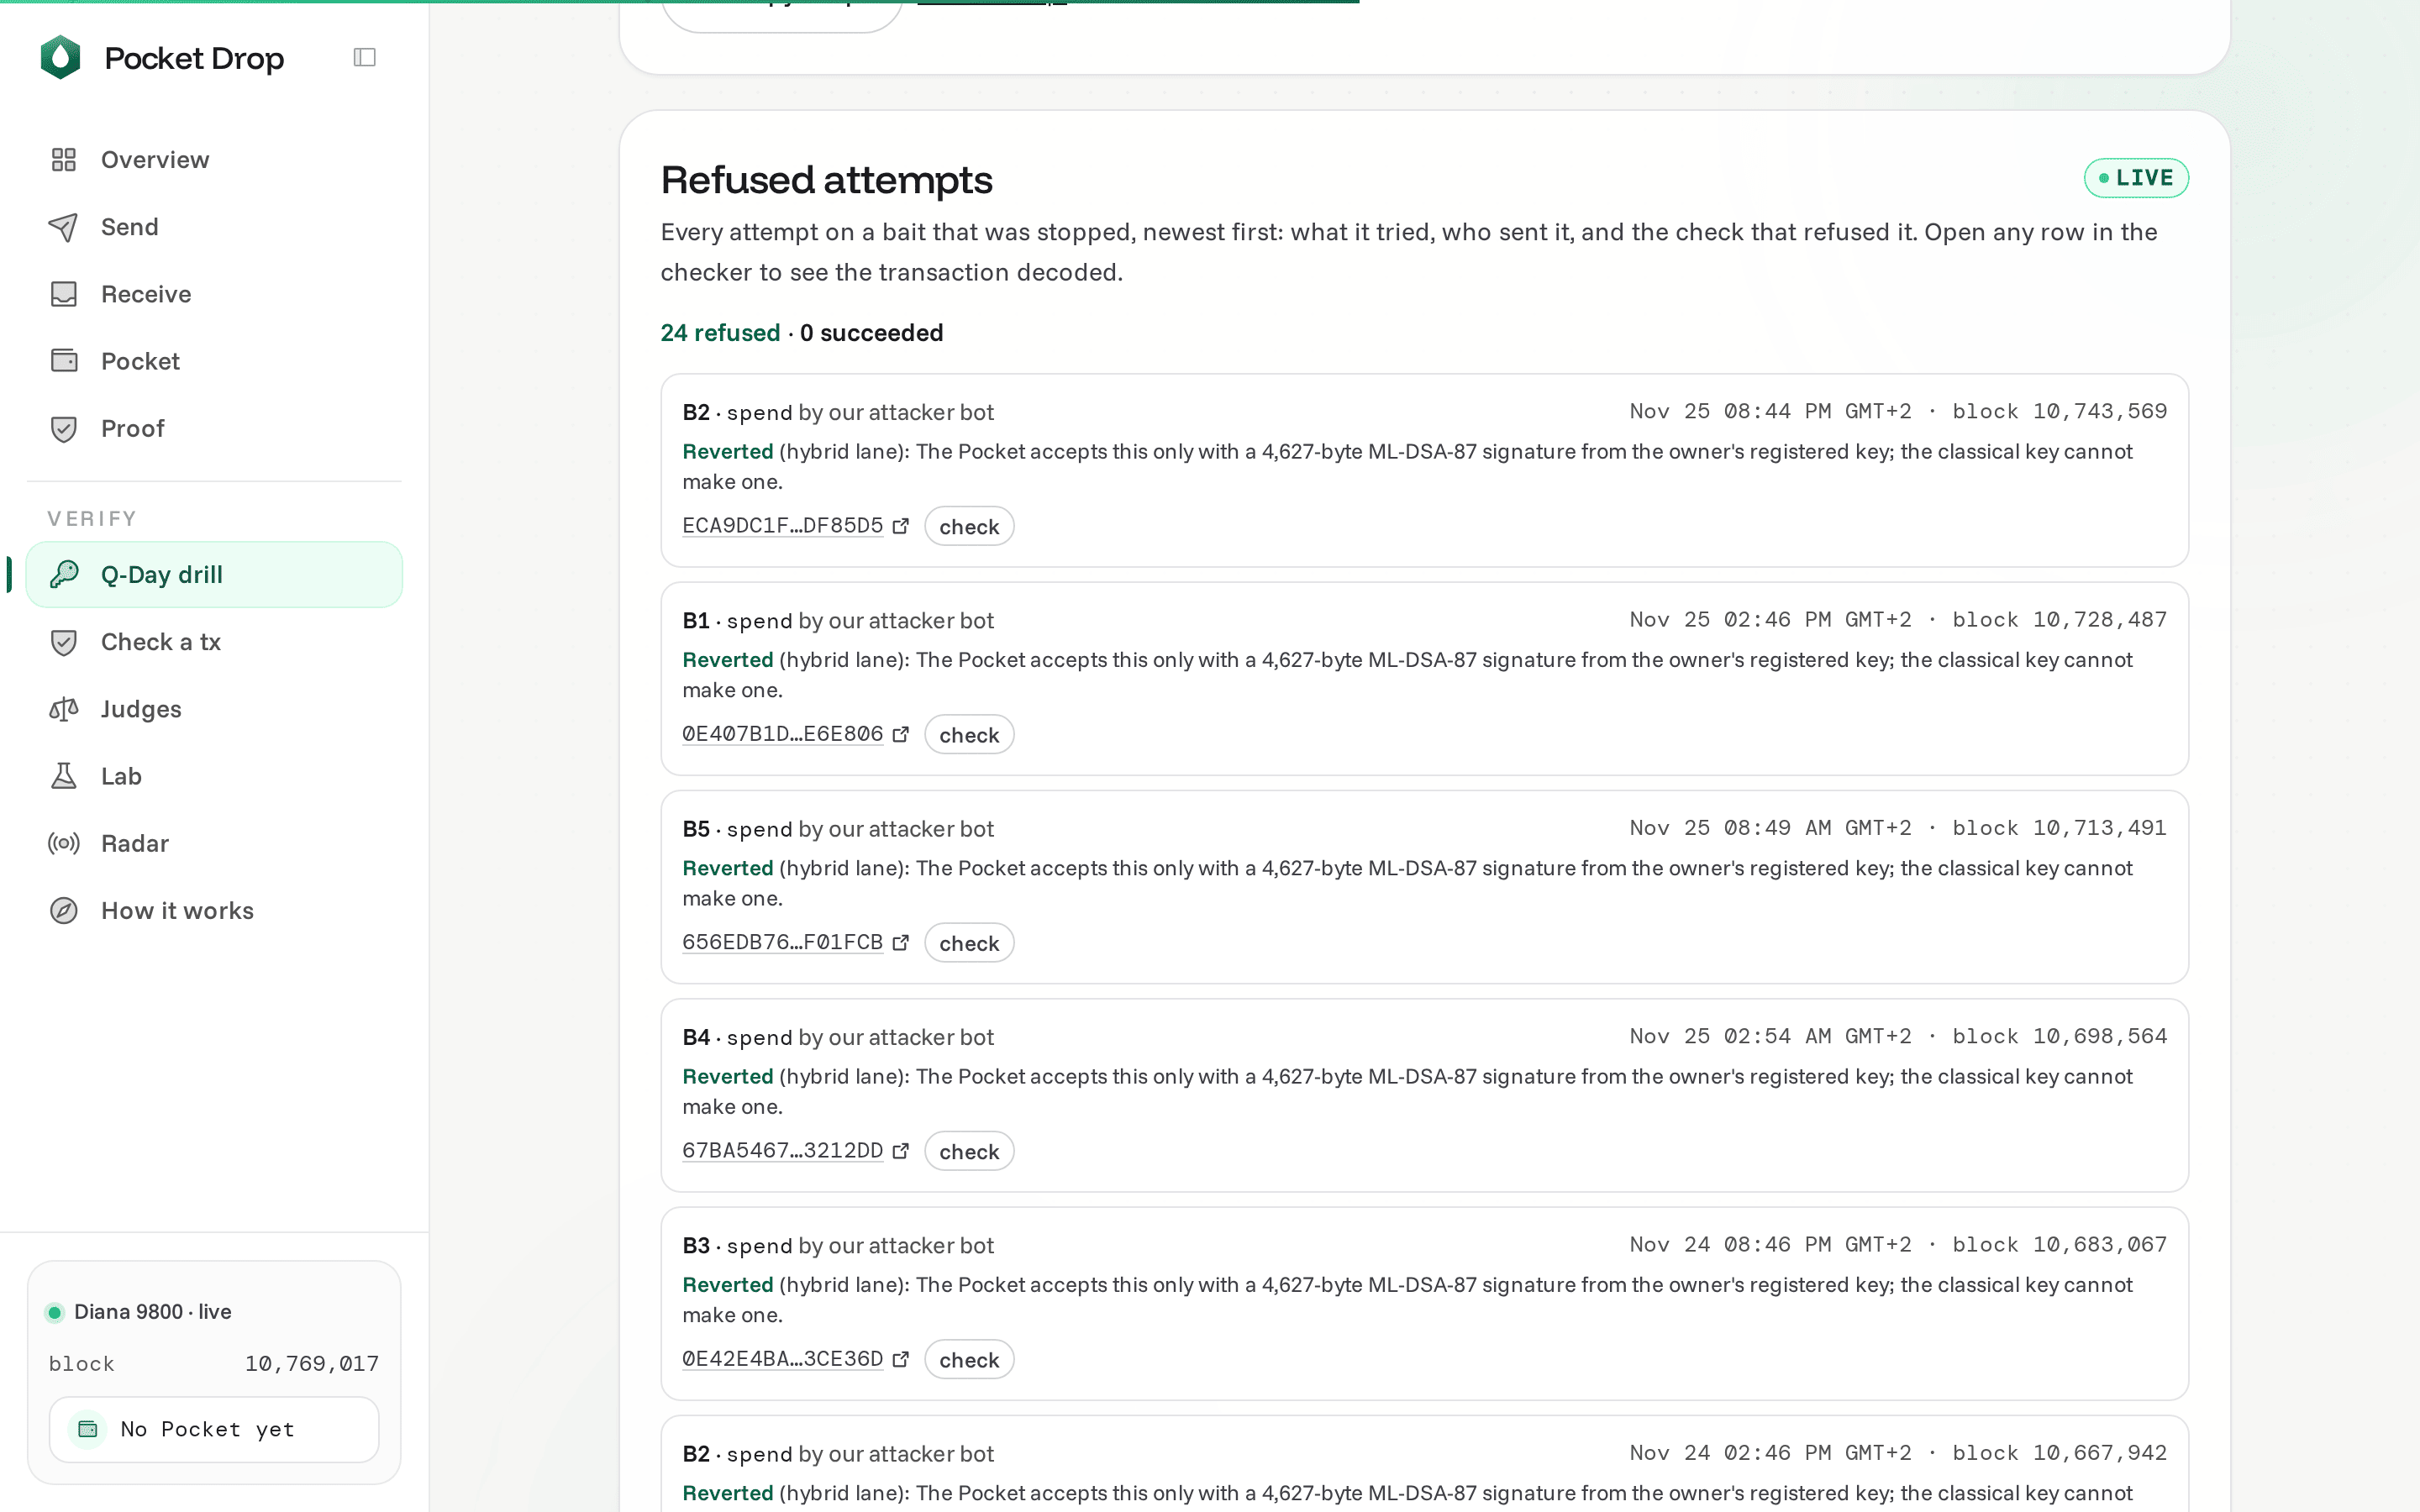 Pocket Drop
Overview
Send
Receive
Pocket
Proof
VERIFY
Q-Day drill
Check a tx
Judges
Lab
Radar
How it works
Diana 9800 · live
block 10,769,017
No Pocket yet
Refused attempts
LIVE
Every attempt on a bait that was stopped, newest first: what it tried, who sent it, and the check that refused it. Open any row in the
checker to see the transaction decoded.
24 refused · 0 succeeded
B2 · spend by our attacker bot
Nov 25 08:44 PM GMT+2 · block 10,743,569
Reverted (hybrid lane): The Pocket accepts this only with a 4,627-byte ML-DSA-87 signature from the owner's registered key; the classical key cannot
make one.
ECA9DC1F…DF85D5 check
B1 · spend by our attacker bot
Nov 25 02:46 PM GMT+2 · block 10,728,487
Reverted (hybrid lane): The Pocket accepts this only with a 4,627-byte ML-DSA-87 signature from the owner's registered key; the classical key cannot
make one.
0E407B1D…E6E806 check
B5 · spend by our attacker bot
Nov 25 08:49 AM GMT+2 · block 10,713,491
Reverted (hybrid lane): The Pocket accepts this only with a 4,627-byte ML-DSA-87 signature from the owner's registered key; the classical key cannot
make one.
656EDB76…F01FCB check
B4 · spend by our attacker bot
Nov 25 02:54 AM GMT+2 · block 10,698,564
Reverted (hybrid lane): The Pocket accepts this only with a 4,627-byte ML-DSA-87 signature from the owner's registered key; the classical key cannot
make one.
67BA5467…3212DD check
B3 · spend by our attacker bot
Nov 24 08:46 PM GMT+2 · block 10,683,067
Reverted (hybrid lane): The Pocket accepts this only with a 4,627-byte ML-DSA-87 signature from the owner's registered key; the classical key cannot
make one.
0E42E4BA…3CE36D check
B2 · spend by our attacker bot
Nov 24 02:46 PM GMT+2 · block 10,667,942
Reverted (hybrid lane): The Pocket accepts this only with a 4,627-byte ML-DSA-87 signature from the owner's registered key; the classical key cannot